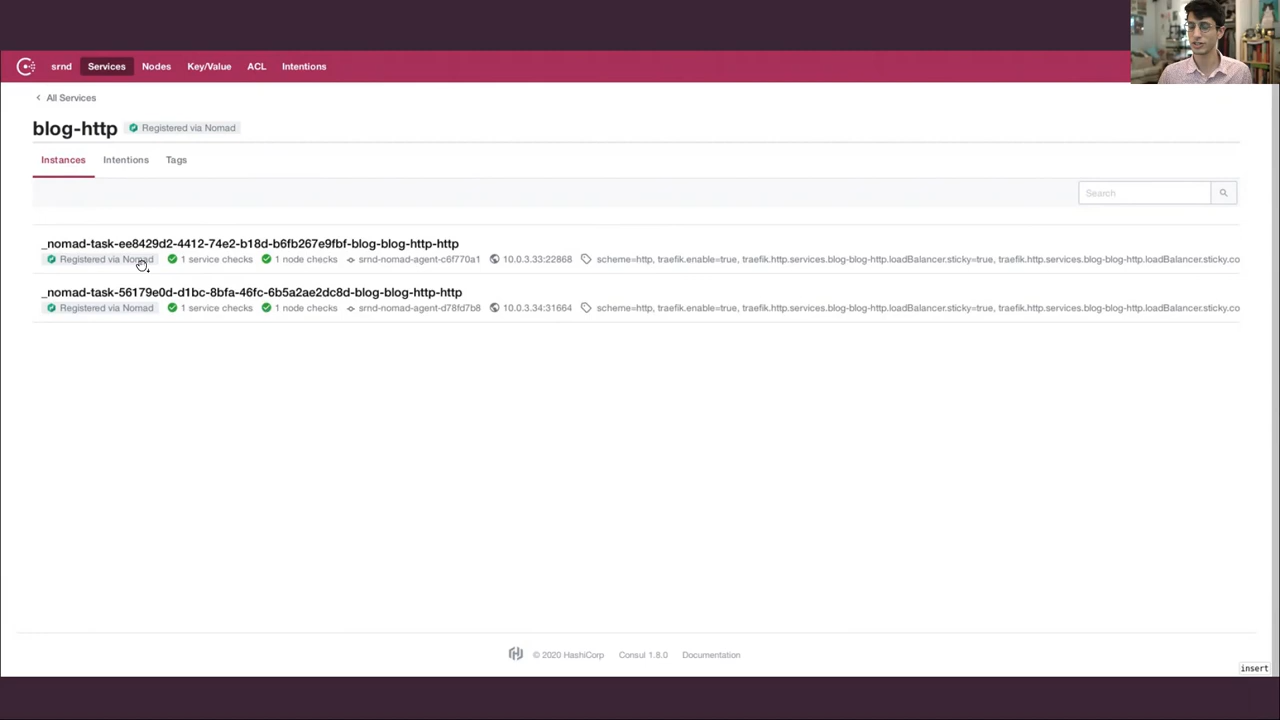 srnd Services Nodes Key/Value ACL Intentions
All Services
blog-http Registered via Nomad
Instances Intentions Tags
Search
_nomad-task-ee8429d2-4412-74e2-b18d-b6fb267e9fbf-blog-blog-http-http
Registered via Nomad 1 service checks 1 node checks srnd-nomad-agent-c6f770a1 10.0.3.33:22868 scheme=http, traefik.enable=true, traefik.http.services.blog-blog-http.loadBalancer.sticky=true, traefik.http.services.blog-blog-http.loadBalancer.sticky.co
_nomad-task-56179e0d-d1bc-8bfa-46fc-6b5a2ae2dc8d-blog-blog-http-http
Registered via Nomad 1 service checks 1 node checks srnd-nomad-agent-d78fd7b8 10.0.3.34:31664 scheme=http, traefik.enable=true, traefik.http.services.blog-blog-http.loadBalancer.sticky=true, traefik.http.services.blog-blog-http.loadBalancer.sticky.co
© 2020 HashiCorp Consul 1.8.0 Documentation
insert